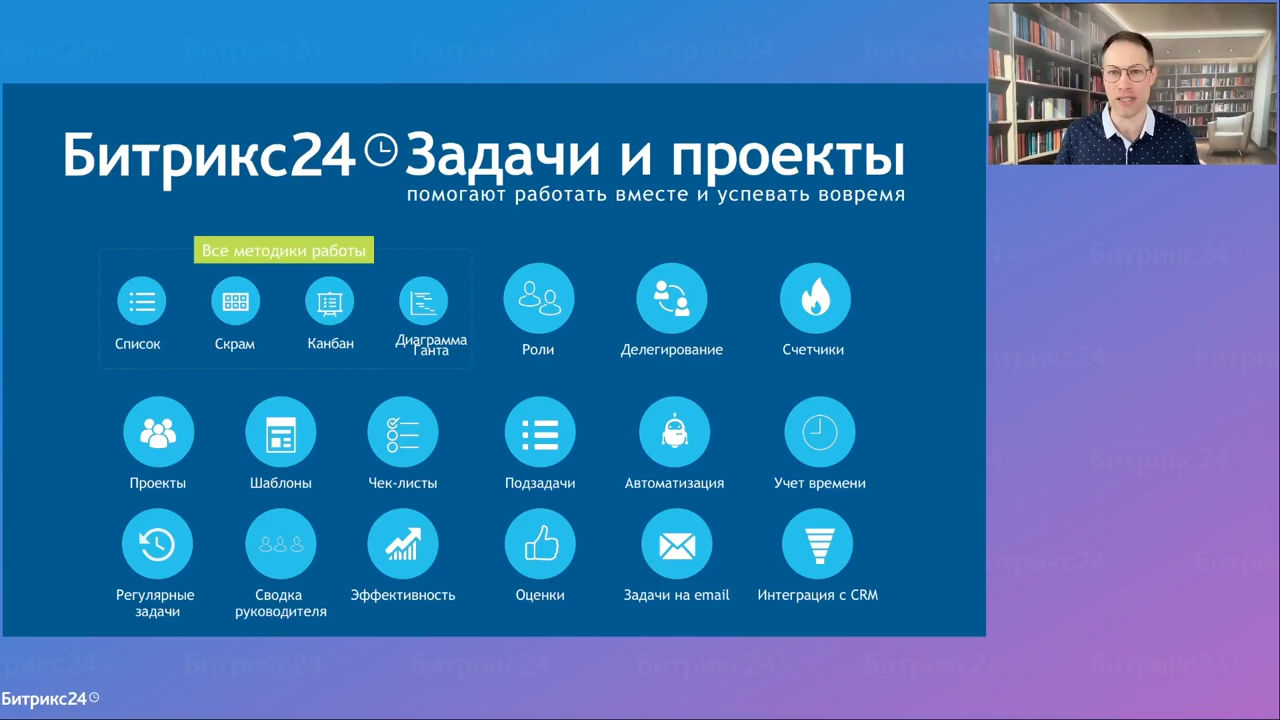 Битрикс24 Задачи и проекты
помогают работать вместе и успевать вовремя
Все методики работы
Список
Скрам
Канбан
Диаграмма
Ганта
Роли
Делегирование
Счетчики
Проекты
Шаблоны
Чек-листы
Подзадачи
Автоматизация
Учет времени
Регулярные
задачи
Сводка
руководителя
Эффективность
Оценки
Задачи на email
Интеграция с CRM
Битрикс24